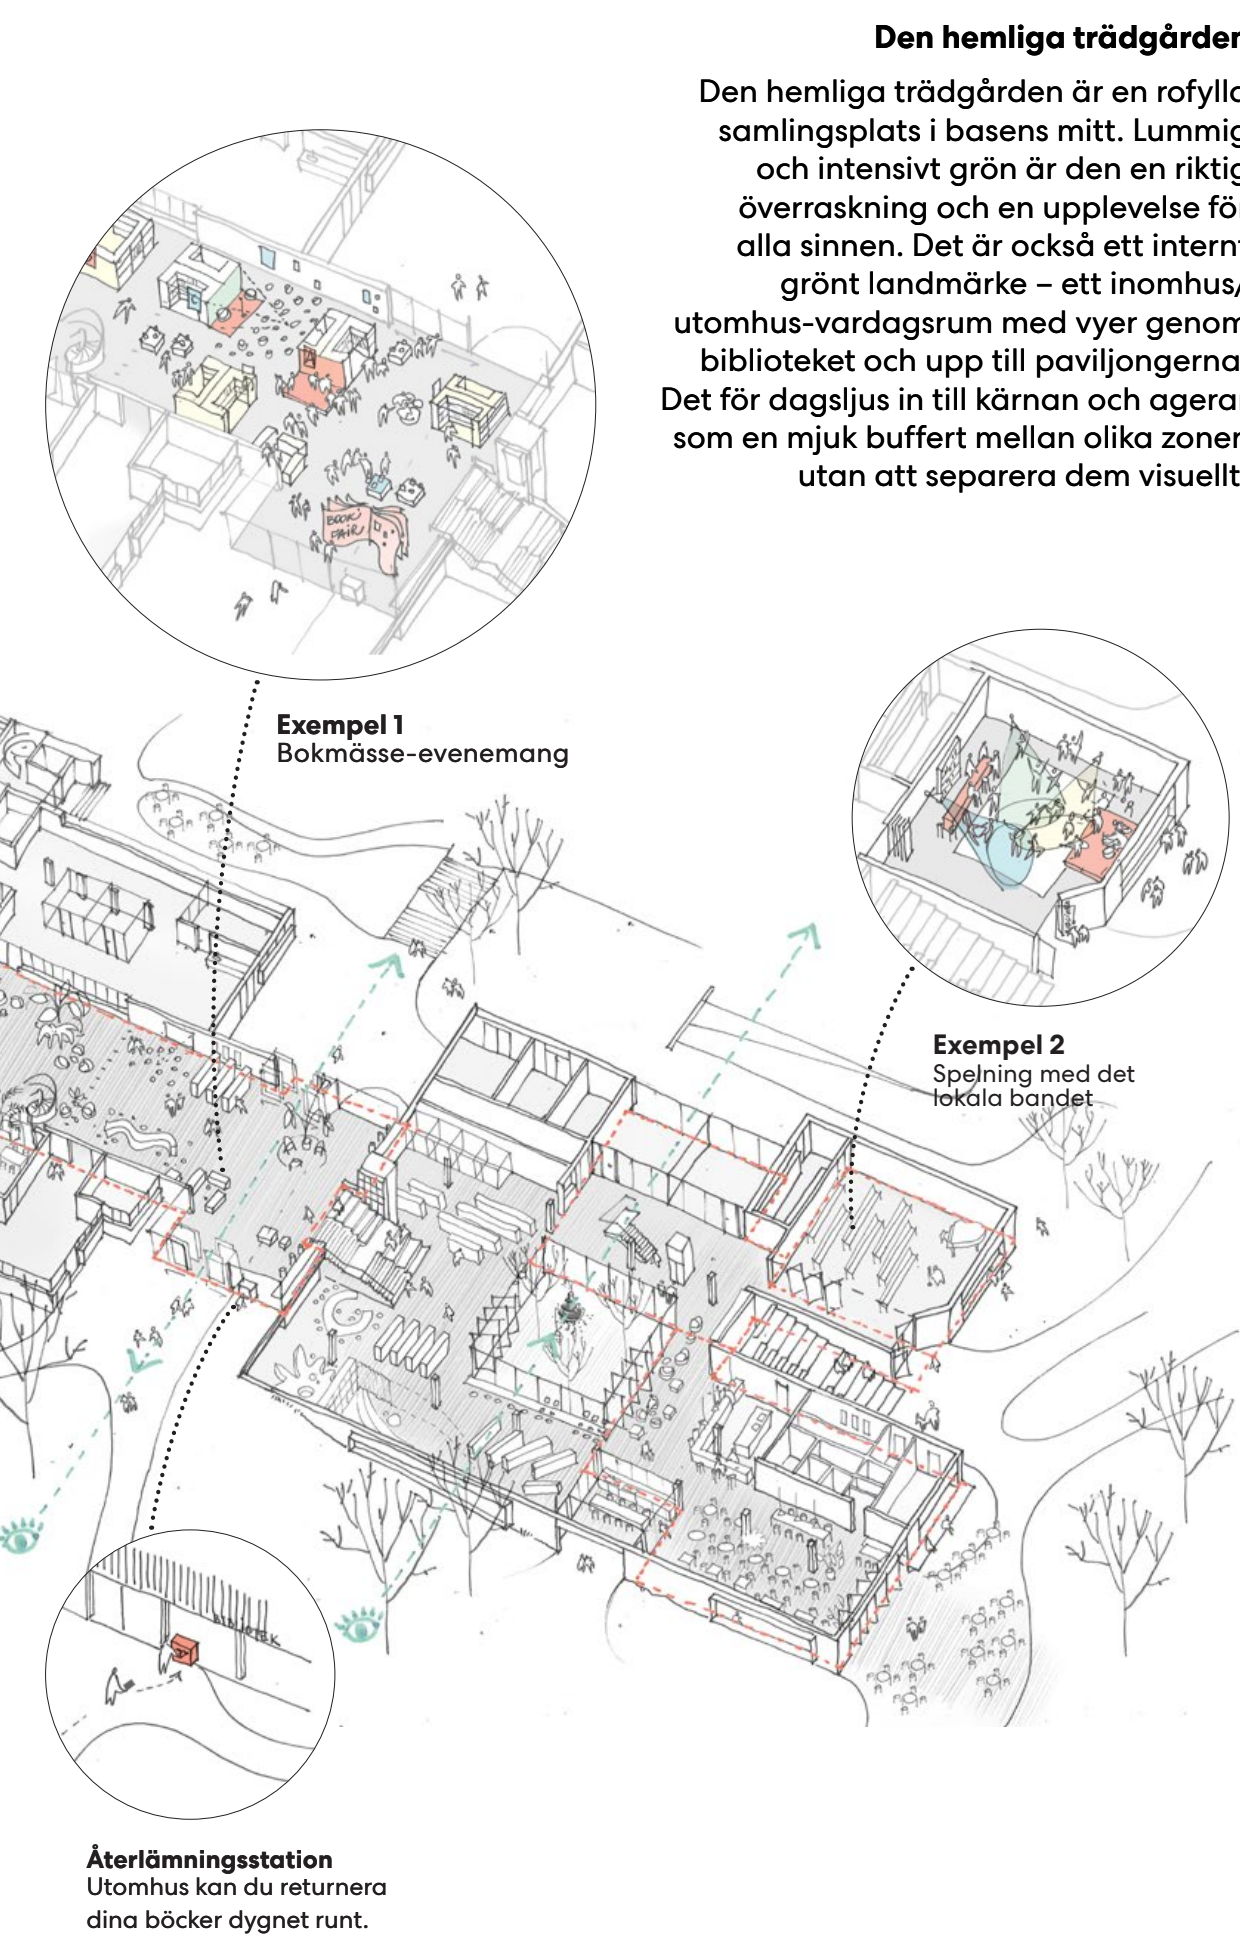 Den hemliga trädgården
Den hemliga trädgården är en rofylld
samlingsplats i basens mitt. Lummig
och intensivt grön är den en riktig
överraskning och en upplevelse för
alla sinnen. Det är också ett internt
grönt landmärke – ett inomhus/
utomhus-vardagsrum med vyer genom
biblioteket och upp till paviljongerna.
Det för dagsljus in till kärnan och agerar
som en mjuk buffert mellan olika zoner,
utan att separera dem visuellt.
BOOK
FAIR
Exempel 1
Bokmässe-evenemang
Exempel 2
Spelning med det
lokala bandet
BIBLIOTEK
Återlämningsstation
Utomhus kan du returnera
dina böcker dygnet runt.